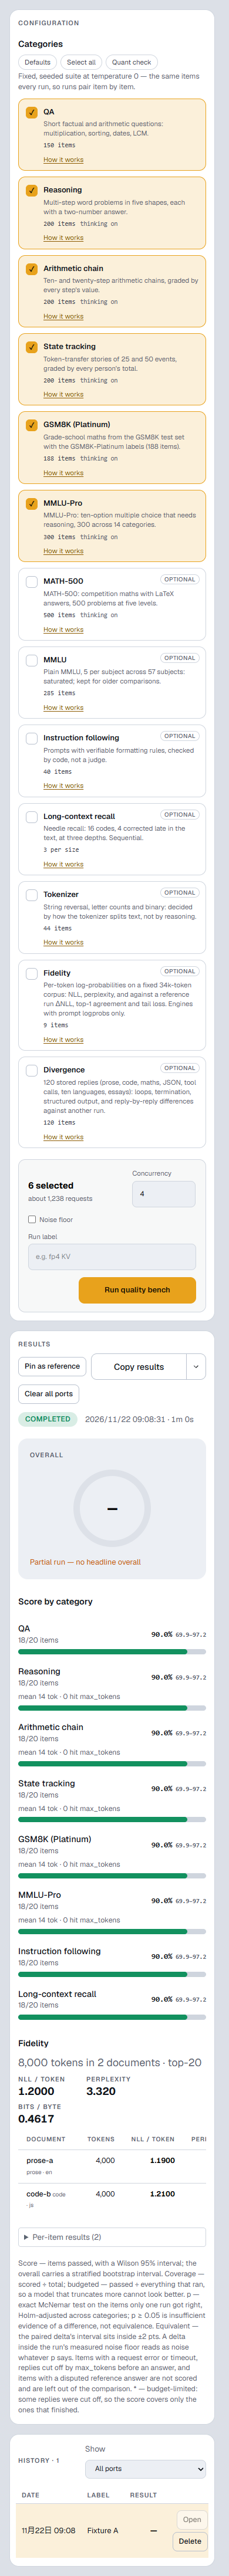 CONFIGURATION
Categories
Defaults
Select all
Quant check
Fixed, seeded suite at temperature 0 — the same items
every run, so runs pair item by item.
QA
Short factual and arithmetic questions:
multiplication, sorting, dates, LCM.
150 items
How it works
Reasoning
Multi-step word problems in five shapes, each
with a two-number answer.
200 items thinking on
How it works
Arithmetic chain
Ten- and twenty-step arithmetic chains, graded by
every step's value.
200 items thinking on
How it works
State tracking
Token-transfer stories of 25 and 50 events,
graded by every person's total.
200 items thinking on
How it works
GSM8K (Platinum)
Grade-school maths from the GSM8K test set
with the GSM8K-Platinum labels (188 items).
188 items thinking on
How it works
MMLU-Pro
MMLU-Pro: ten-option multiple choice that needs
reasoning, 300 across 14 categories.
300 items thinking on
How it works
MATH-500 OPTIONAL
MATH-500: competition maths with LaTeX
answers, 500 problems at five levels.
500 items thinking on
How it works
MMLU OPTIONAL
Plain MMLU, 5 per subject across 57 subjects:
saturated; kept for older comparisons.
285 items
How it works
Instruction following OPTIONAL
Prompts with verifiable formatting rules, checked
by code, not a judge.
40 items
How it works
Long-context recall OPTIONAL
Needle recall: 16 codes, 4 corrected late in the
text, at three depths. Sequential.
3 per size
How it works
Tokenizer OPTIONAL
String reversal, letter counts and binary: decided
by how the tokenizer splits text, not by reasoning.
44 items
How it works
Fidelity OPTIONAL
Per-token log-probabilities on a fixed 34k-token
corpus: NLL, perplexity, and against a reference
run ΔNLL, top-1 agreement and tail loss. Engines
with prompt logprobs only.
9 items
How it works
Divergence OPTIONAL
120 stored replies (prose, code, maths, JSON, tool
calls, ten languages, essays): loops, termination,
structured output, and reply-by-reply differences
against another run.
120 items
How it works
6 selected
about 1,238 requests
Concurrency
4
Noise floor
Run label
e.g. fp4 KV
Run quality bench
RESULTS
Pin as reference
Copy results
Clear all ports
COMPLETED 2026/11/22 09:08:31 · 1m 0s
OVERALL
—
Partial run — no headline overall
Score by category
QA
18/20 items
90.0% 69.9–97.2
Reasoning
18/20 items
90.0% 69.9–97.2
mean 14 tok · 0 hit max_tokens
Arithmetic chain
18/20 items
90.0% 69.9–97.2
mean 14 tok · 0 hit max_tokens
State tracking
18/20 items
90.0% 69.9–97.2
mean 14 tok · 0 hit max_tokens
GSM8K (Platinum)
18/20 items
90.0% 69.9–97.2
mean 14 tok · 0 hit max_tokens
MMLU-Pro
18/20 items
90.0% 69.9–97.2
mean 14 tok · 0 hit max_tokens
Instruction following
18/20 items
90.0% 69.9–97.2
Long-context recall
18/20 items
90.0% 69.9–97.2
Fidelity
8,000 tokens in 2 documents · top-20
NLL / TOKEN PERPLEXITY
1.2000 3.320
BITS / BYTE
0.4617
DOCUMENT TOKENS NLL / TOKEN PERI
prose-a 4,000 1.1900
prose · en
code-b code 4,000 1.2100
· js
Per-item results (2)
Score — items passed, with a Wilson 95% interval; the
overall carries a stratified bootstrap interval. Coverage —
scored ÷ total; budgeted — passed ÷ everything that ran,
so a model that truncates more cannot look better. p —
exact McNemar test on the items only one run got right,
Holm-adjusted across categories; p ≥ 0.05 is insufficient
evidence of a difference, not equivalence. Equivalent —
the paired delta's interval sits inside ±2 pts. A delta
inside the run's measured noise floor reads as noise
whatever p says. Items with a request error or timeout,
replies cut off by max_tokens before an answer, and
items with a disputed reference answer are not scored
and are left out of the comparison. * — budget-limited:
some replies were cut off, so the score covers only the
ones that finished.
HISTORY · 1
Show
All ports
DATE LABEL RESULT
11月22日 09:08 Fixture A —
Open
Delete